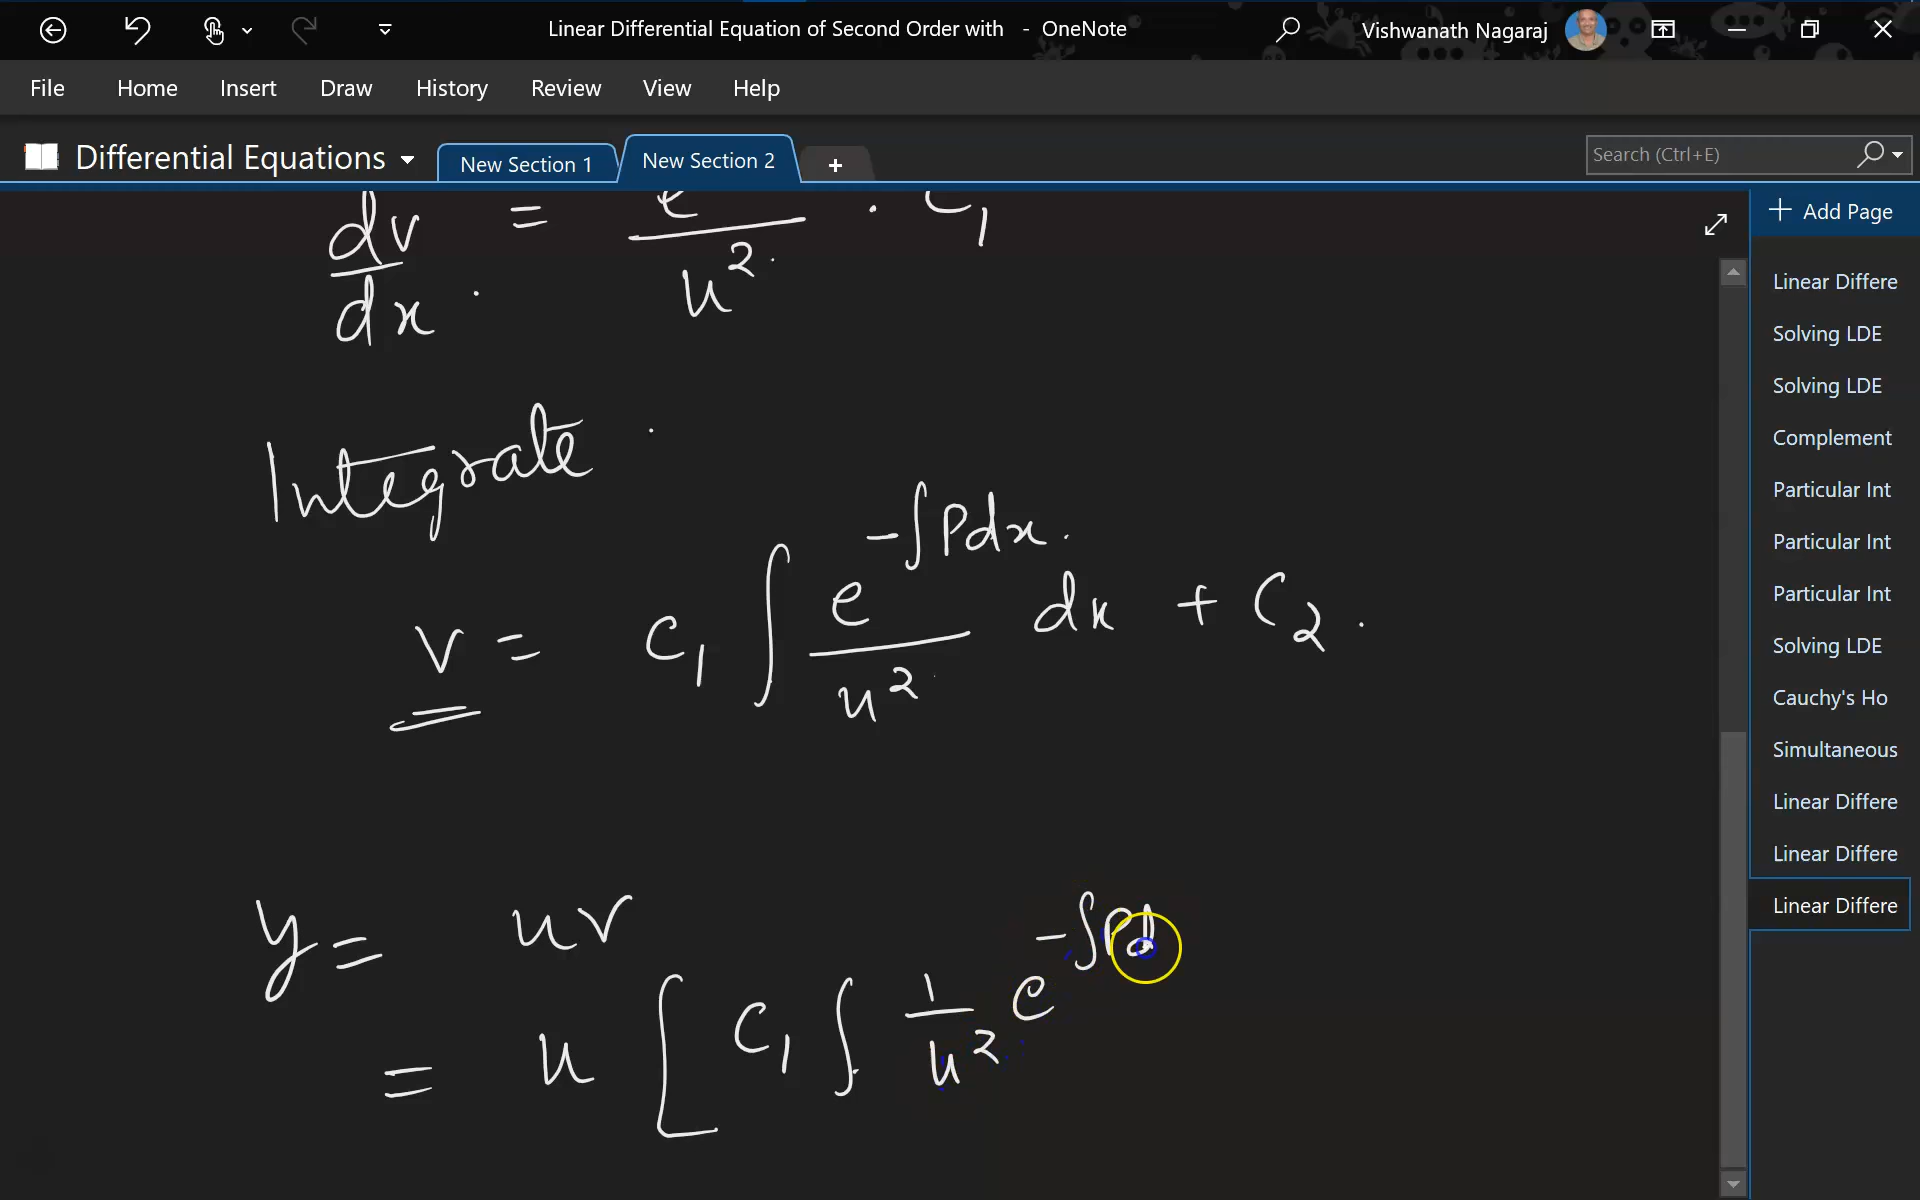 Linear Differential Equation of Second Order with - OneNote
Vishwanath Nagaraj
File Home Insert Draw History Review View Help
Differential Equations
New Section 1
New Section 2
+
Search (Ctrl+E)
dv/dx = e/u² . C₁
Integrate
v = C₁ ∫ e^(-∫Pdx) / u² dx + C₂ .
y = uv
= u [ C₁ ∫ 1/u² e^(-∫Pd
+ Add Page
Linear Differe
Solving LDE
Solving LDE
Complement
Particular Int
Particular Int
Particular Int
Solving LDE
Cauchy's Ho
Simultaneous
Linear Differe
Linear Differe
Linear Differe